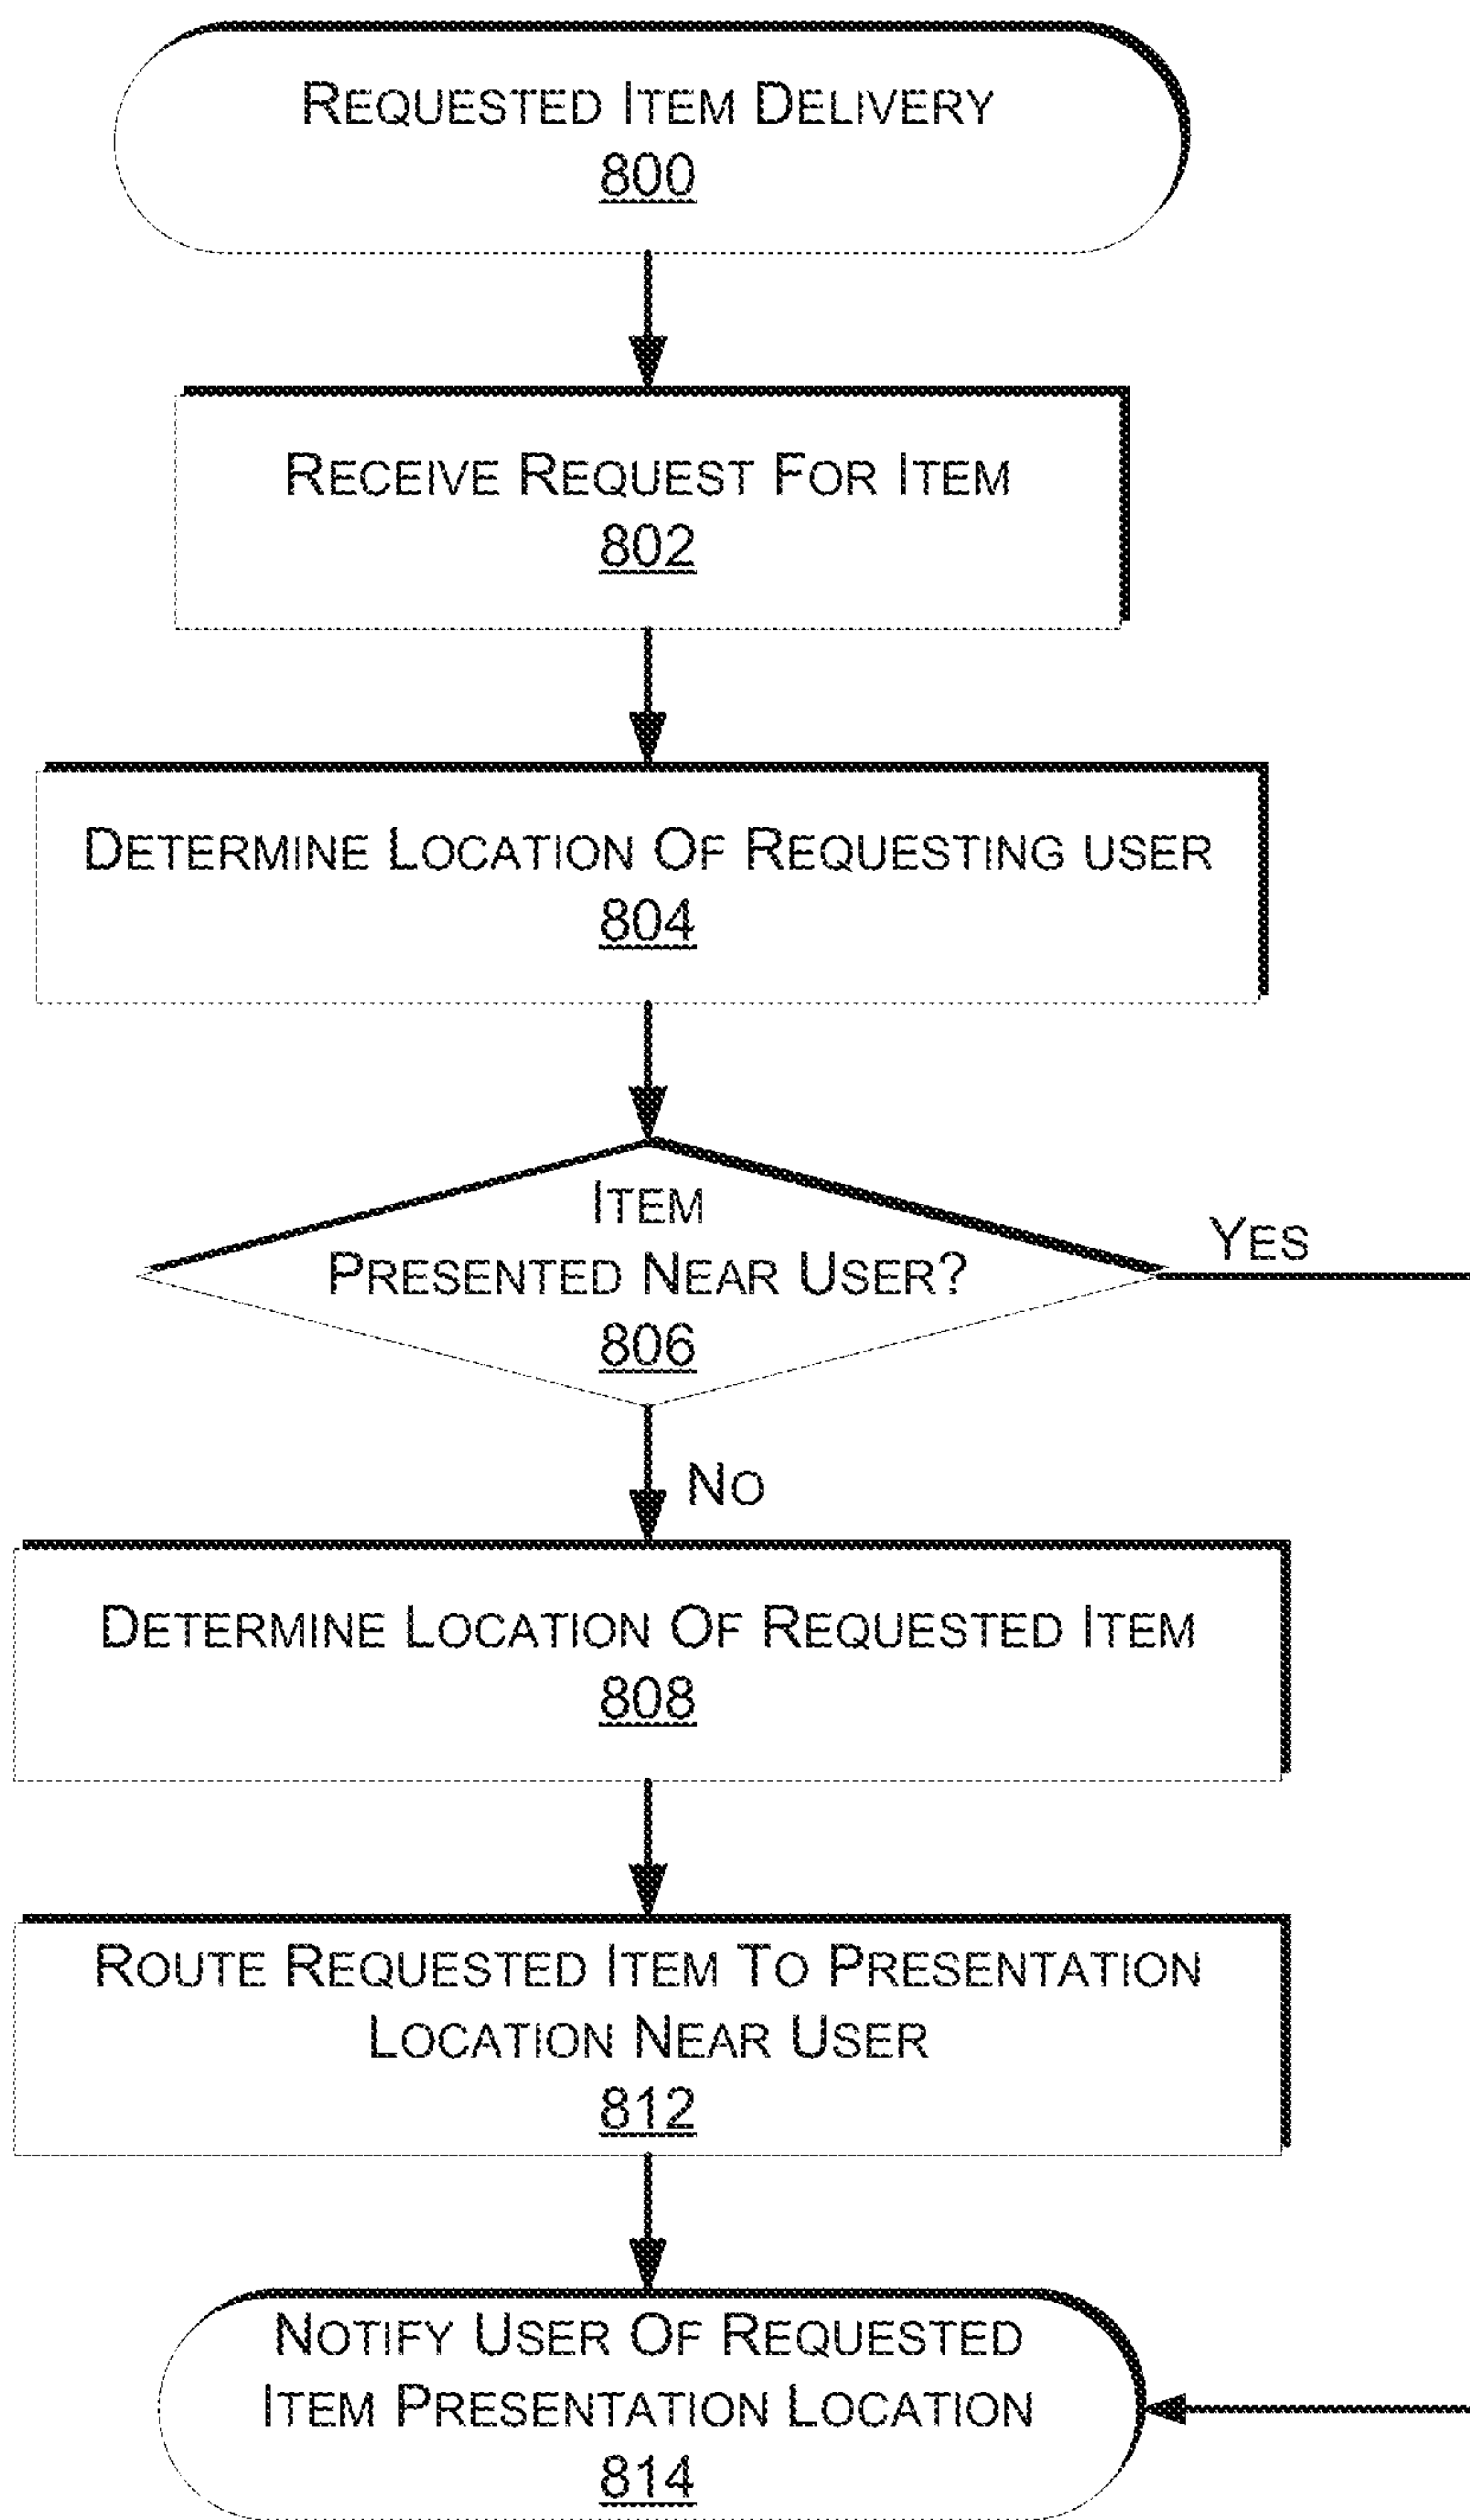 REQUESTED ITEM DELIVERY
800
RECEIVE REQUEST FOR ITEM
802
DETERMINE LOCATION OF REQUESTING USER
804
ITEM
PRESENTED NEAR USER?
806
YES
NO
DETERMINE LOCATION OF REQUESTED ITEM
808
ROUTE REQUESTED ITEM TO PRESENTATION
LOCATION NEAR USER
812
NOTIFY USER OF REQUESTED
ITEM PRESENTATION LOCATION
814